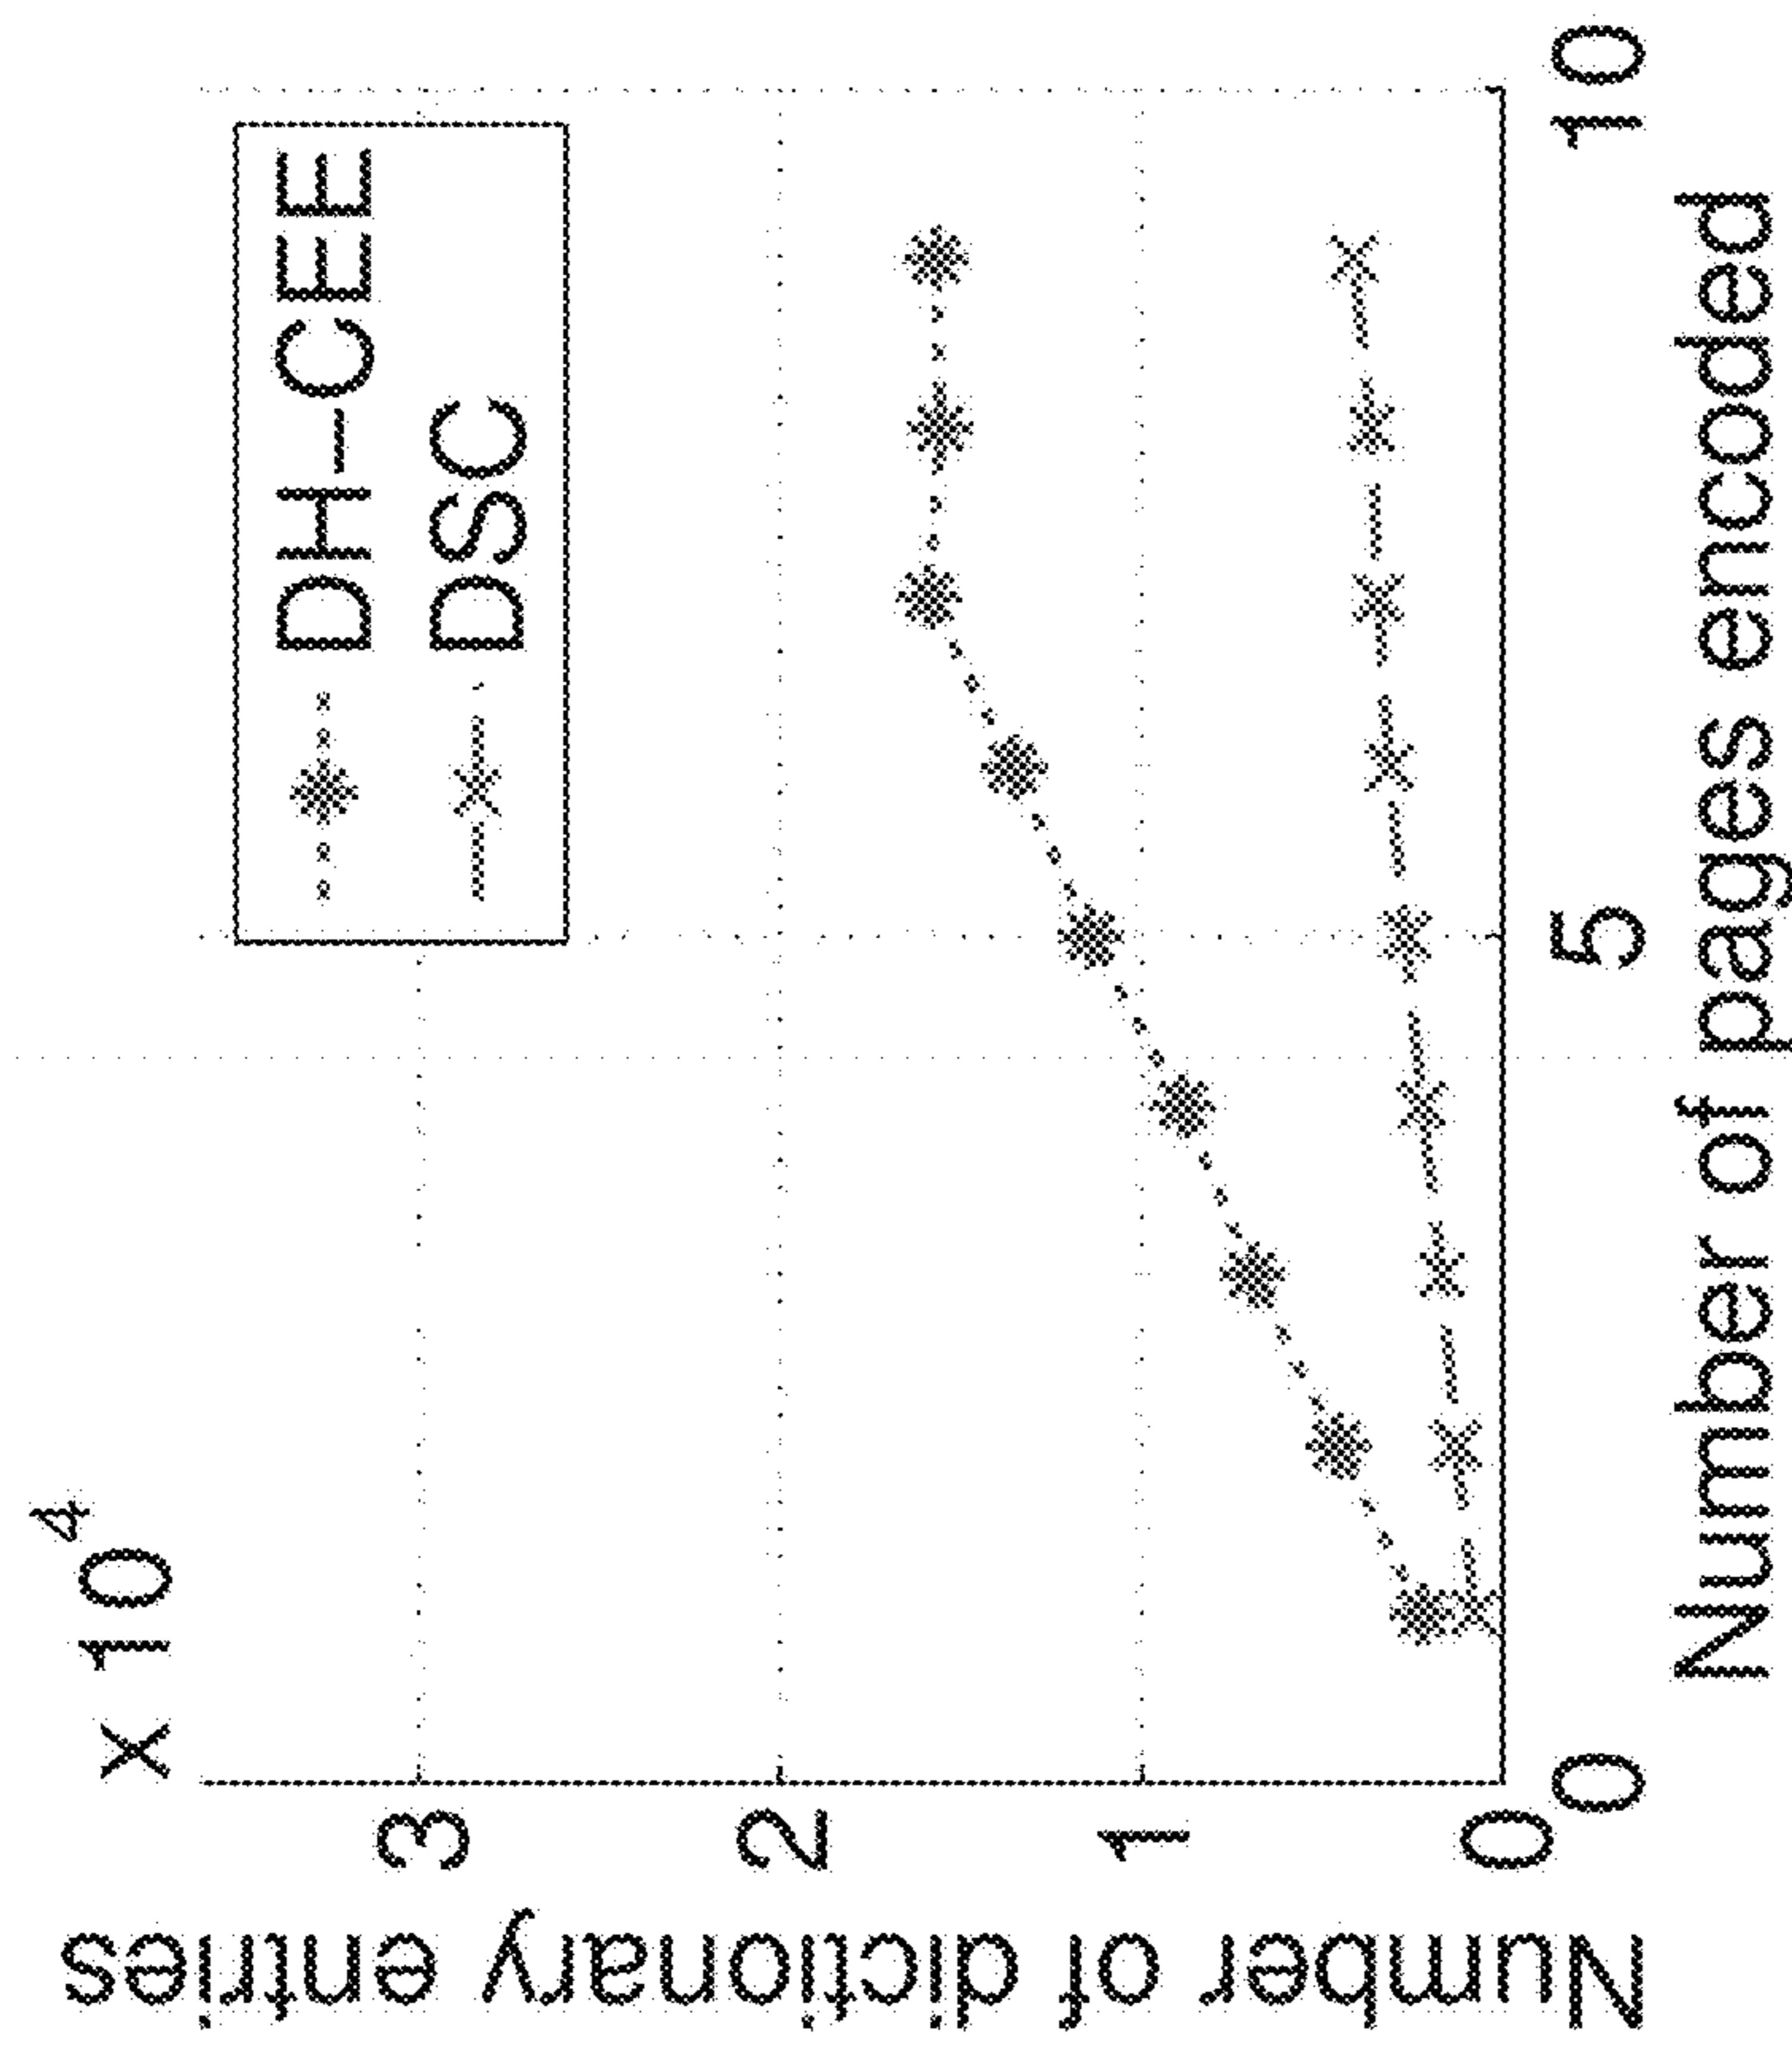 x 10^4
Number of dictionary entries
3
2
1
0
DH-CEE
DSC
0
5
10
Number of pages encoded